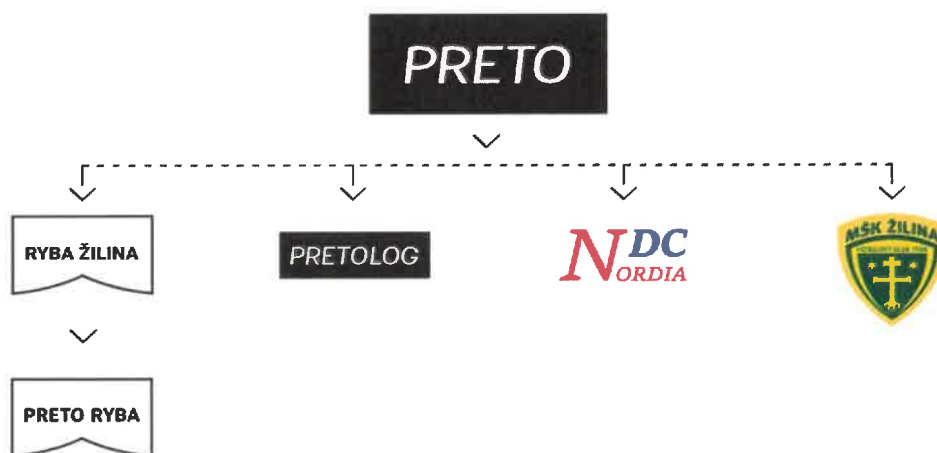 PRETO
RYBA ŽILINA
PRETOLOG
NDC
NORDIA
MŠK ŽILINA
PRETO RYBA